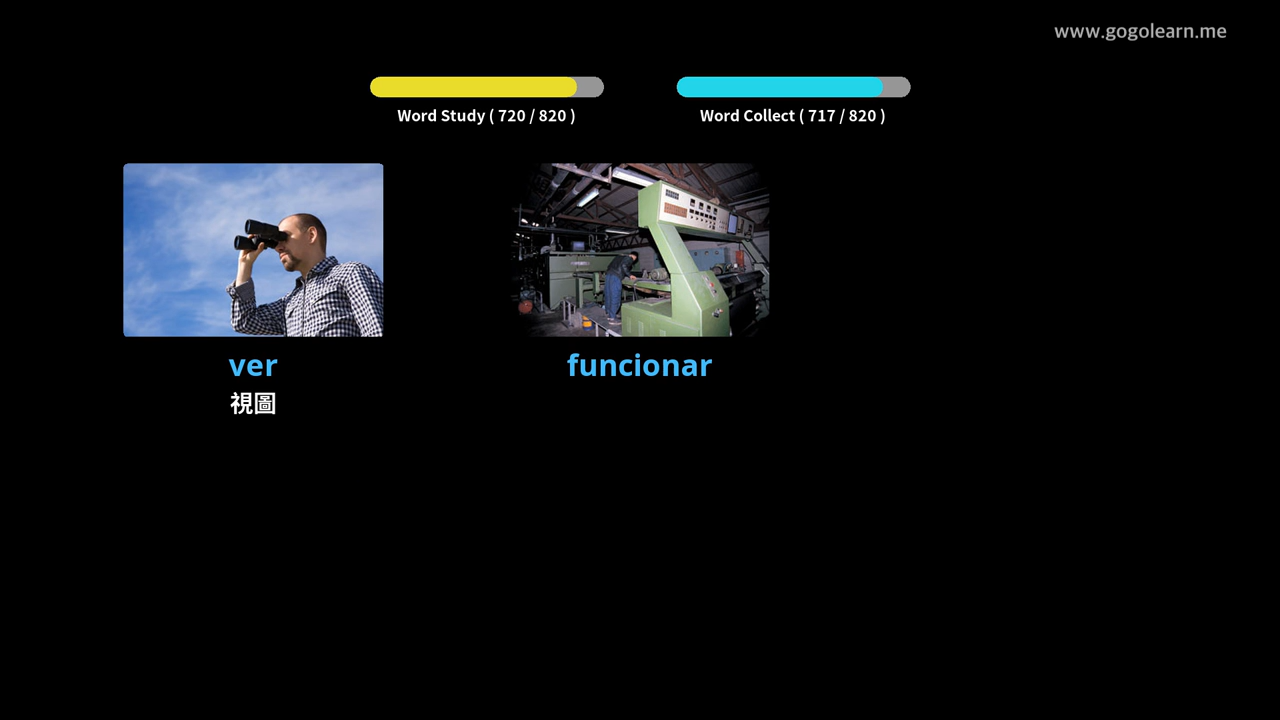 www.gogolearn.me
Word Study ( 720 / 820 )
Word Collect ( 717 / 820 )
ver
funcionar
視圖